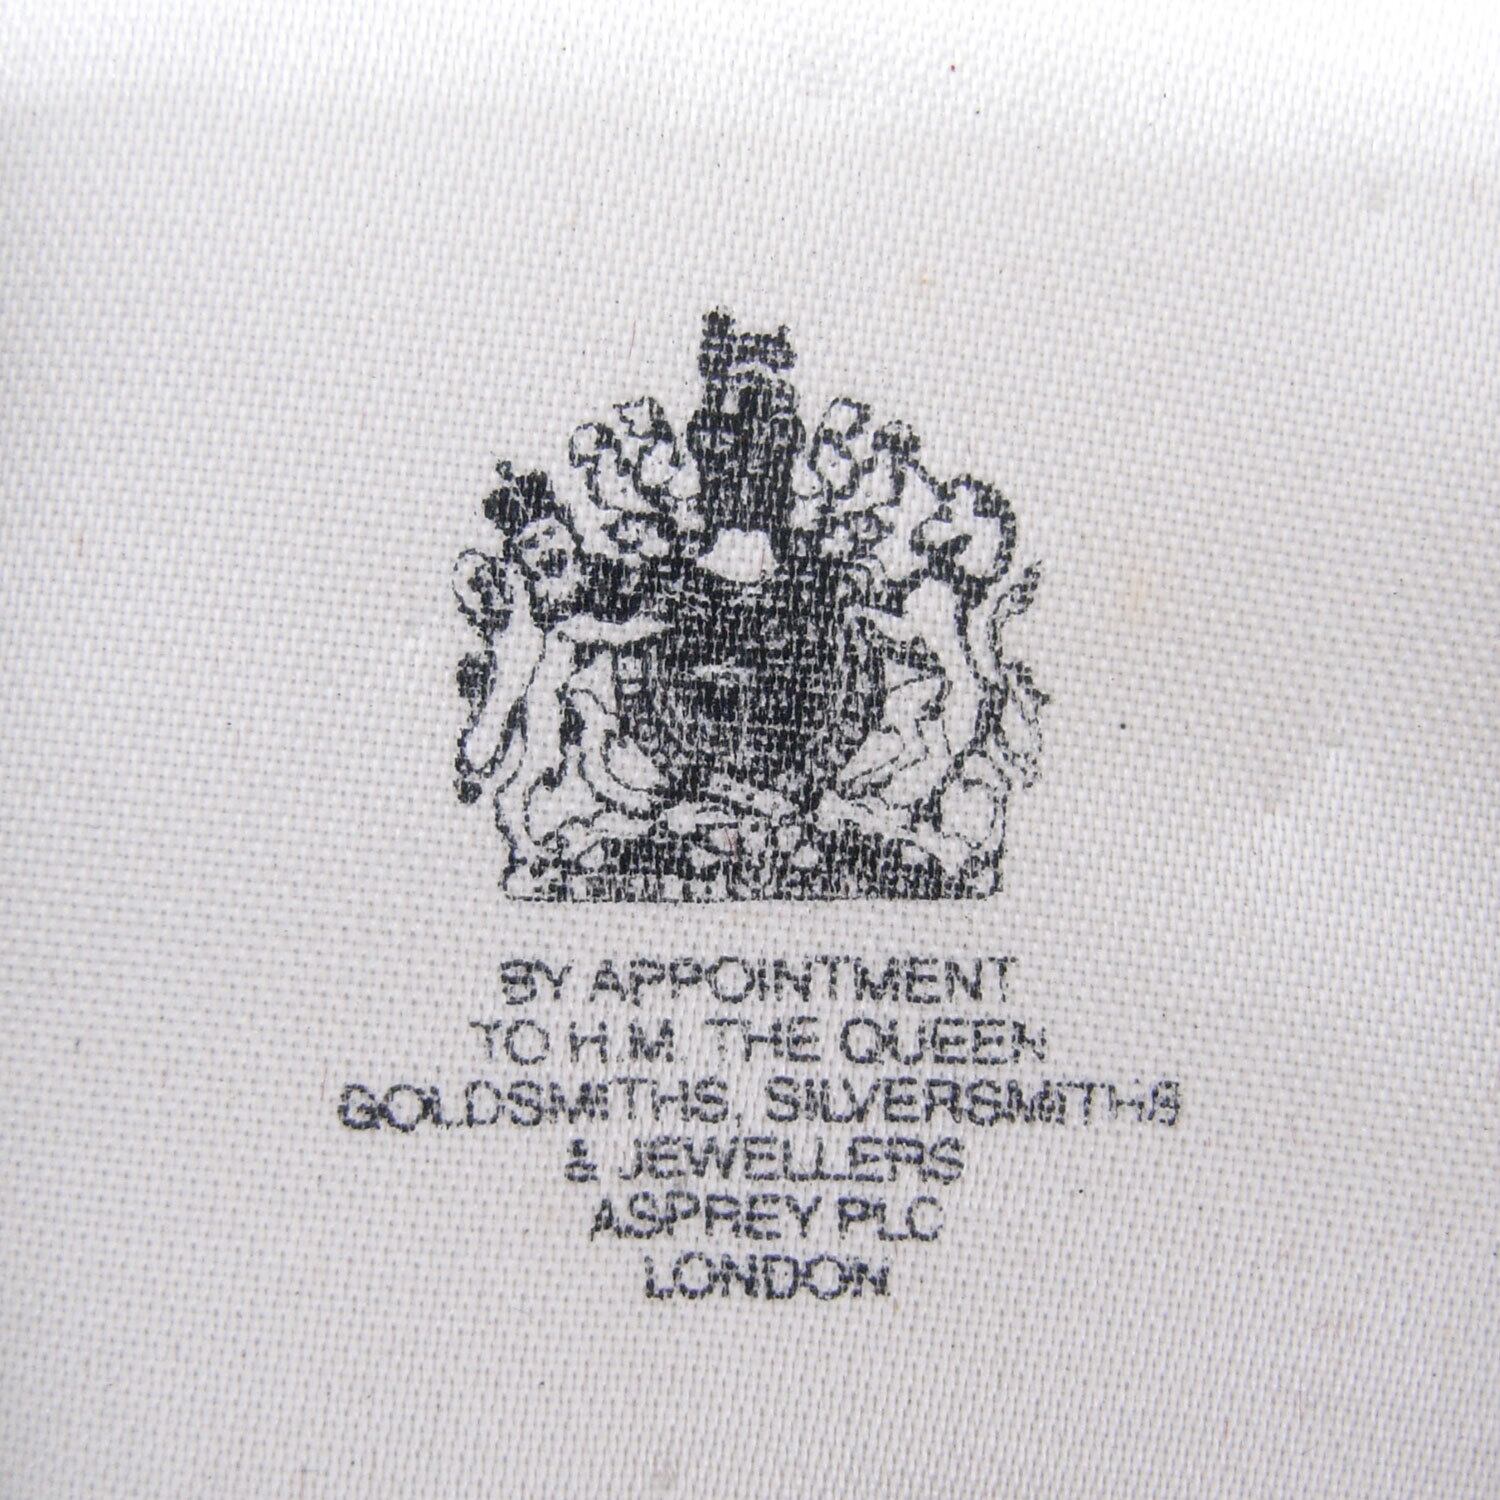 BY APPOINTMENT
TO H.M. THE QUEEN
GOLDSMITHS, SILVERSMITHS
& JEWELLERS
ASPREY PLC
LONDON